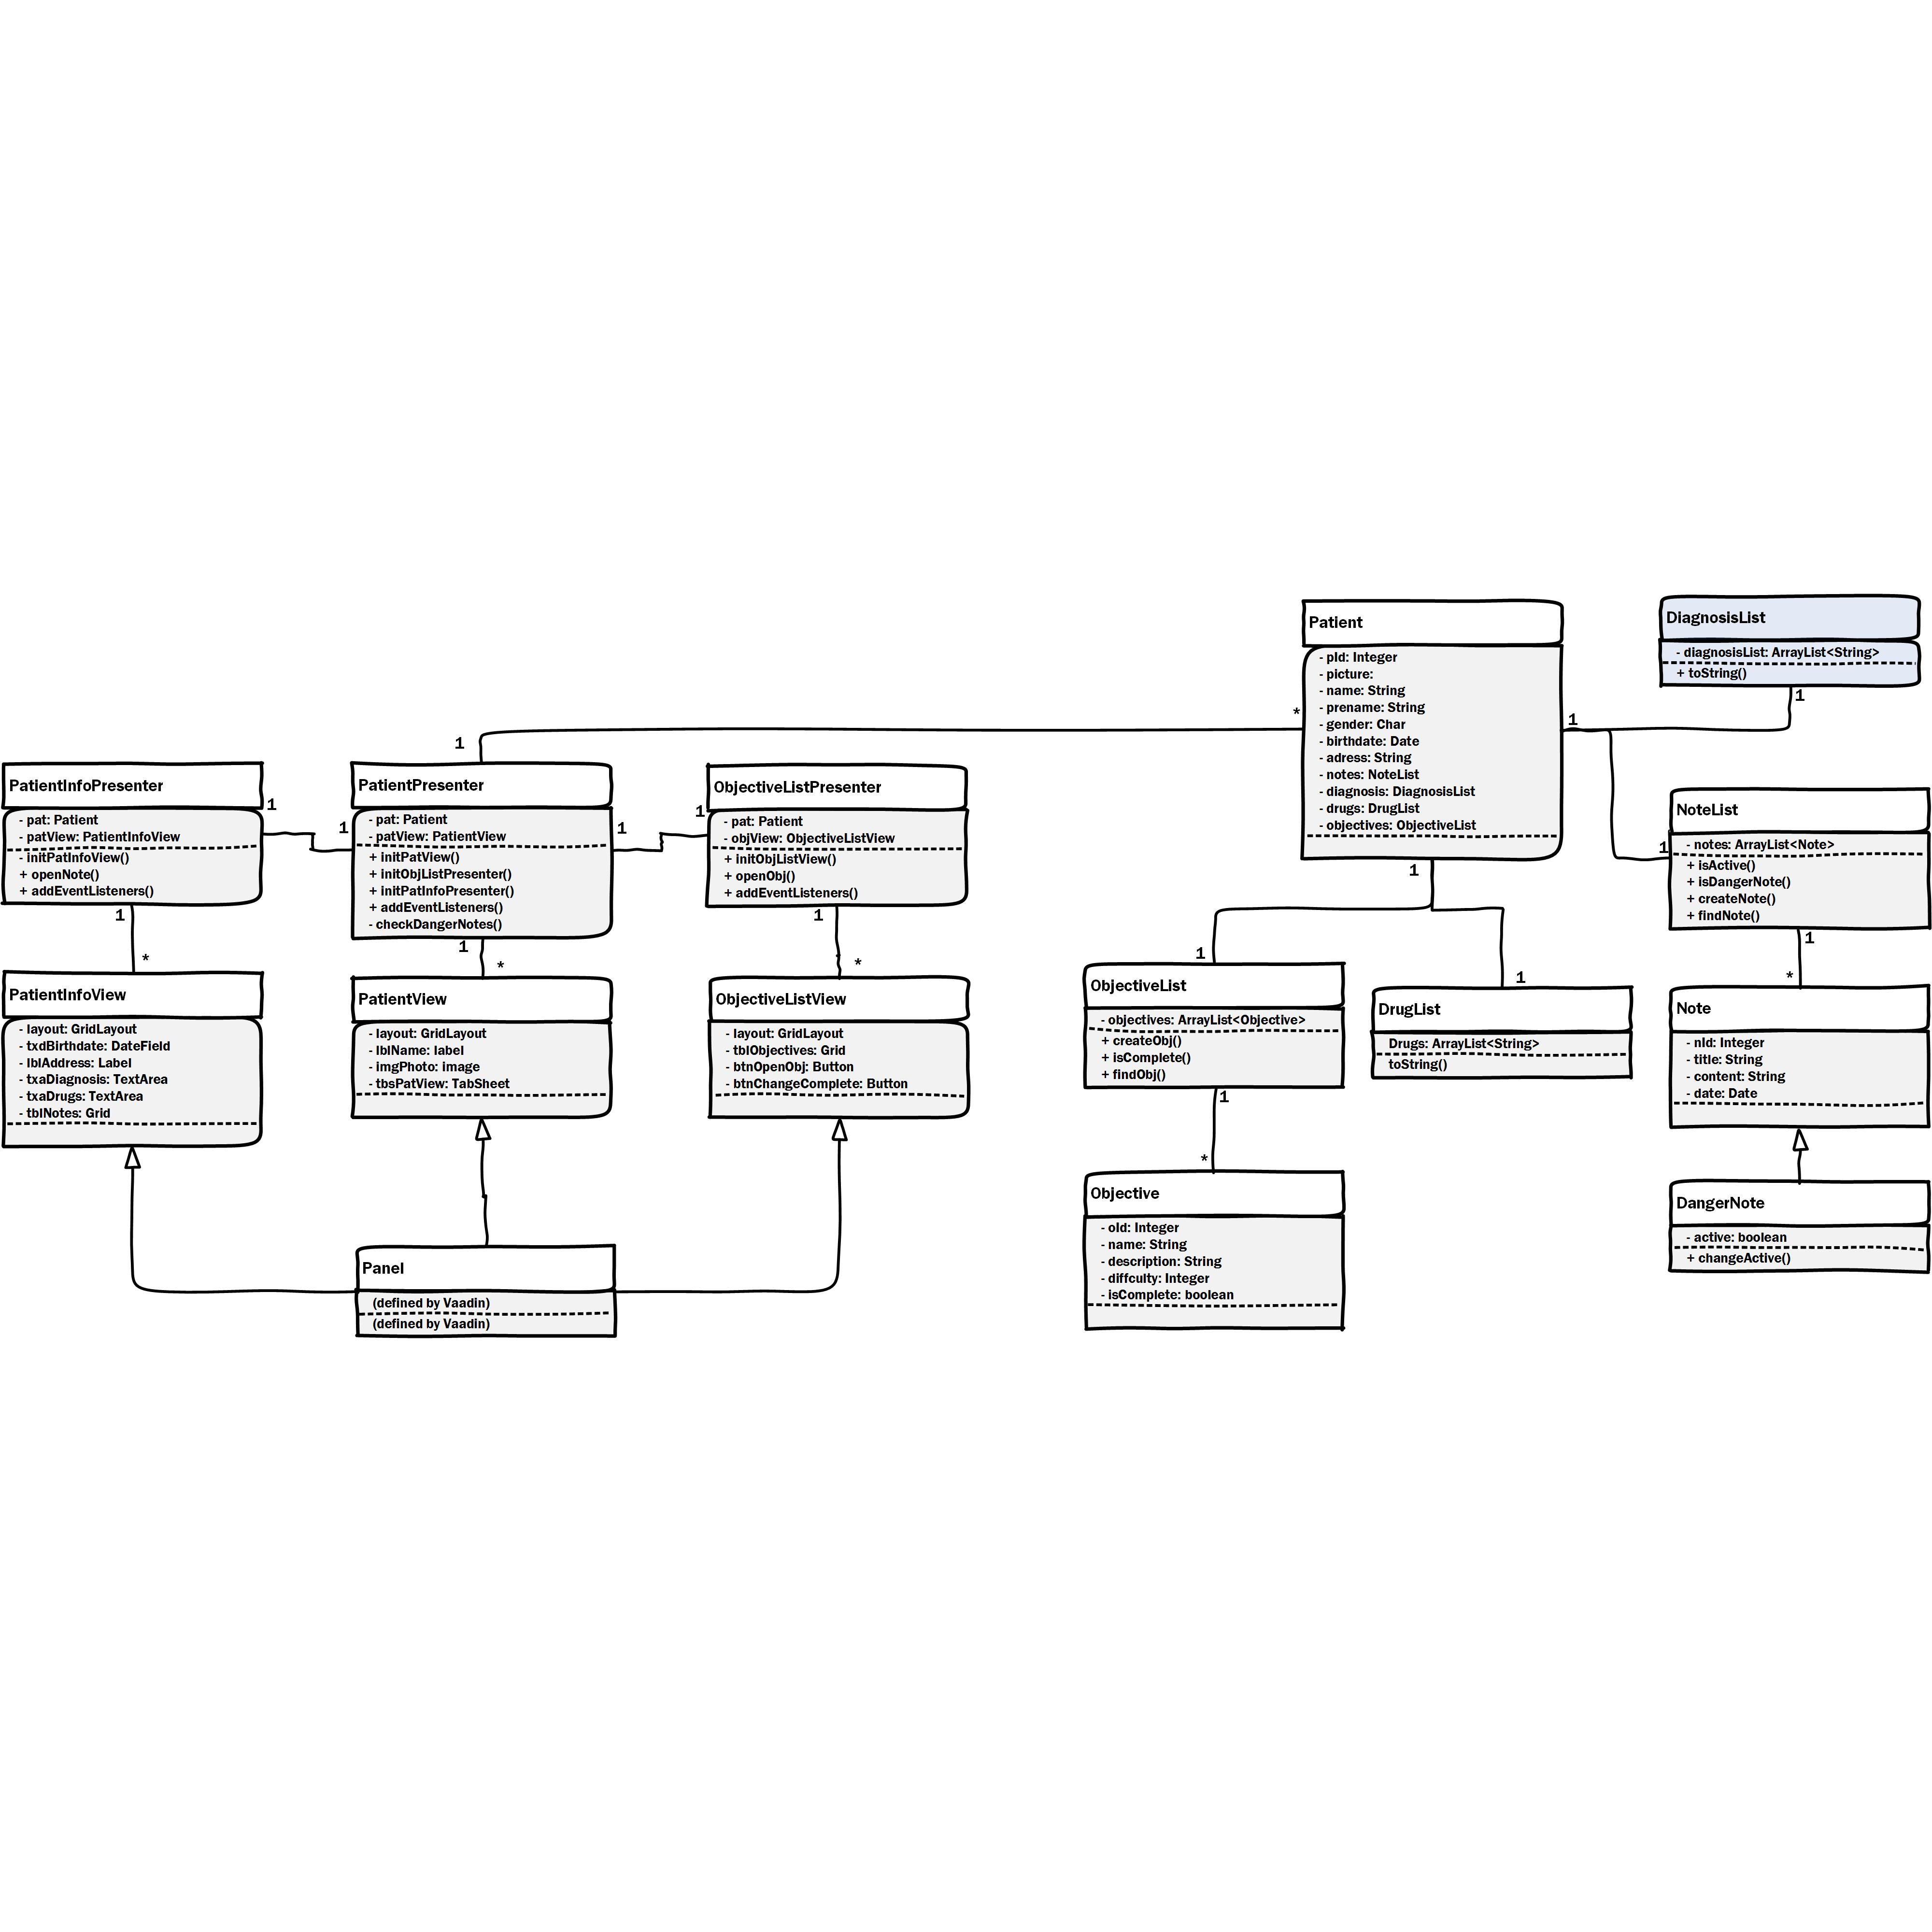 Patient
- pId: Integer
- picture:
- name: String
- prename: String
- gender: Char
- birthdate: Date
- adress: String
- notes: NoteList
- diagnosis: DiagnosisList
- drugs: DrugList
- objectives: ObjectiveList
*
1
1
DiagnosisList
- diagnosisList: ArrayList<String>
+ toString()
1
1
PatientInfoPresenter
- pat: Patient
- patView: PatientInfoView
- initPatInfoView()
+ openNote()
+ addEventListeners()
1
1
1
*
PatientPresenter
- pat: Patient
- patView: PatientView
+ initPatView()
+ initObjListPresenter()
+ initPatInfoPresenter()
+ addEventListeners()
- checkDangerNotes()
1
1
1
*
ObjectiveListPresenter
- pat: Patient
- objView: ObjectiveListView
+ initObjListView()
+ openObj()
+ addEventListeners()
1
*
NoteList
- notes: ArrayList<Note>
+ isActive()
+ isDangerNote()
+ createNote()
+ findNote()
1
1
*
PatientInfoView
- layout: GridLayout
- txdBirthdate: DateField
- lblAddress: Label
- txaDiagnosis: TextArea
- txaDrugs: TextArea
- tblNotes: Grid
PatientView
- layout: GridLayout
- lblName: label
- imgPhoto: image
- tbsPatView: TabSheet
ObjectiveListView
- layout: GridLayout
- tblObjectives: Grid
- btnOpenObj: Button
- btnChangeComplete: Button
1
ObjectiveList
- objectives: ArrayList<Objective>
+ createObj()
+ isComplete()
+ findObj()
1
*
1
DrugList
Drugs: ArrayList<String>
toString()
Note
- nId: Integer
- title: String
- content: String
- date: Date
Objective
- oId: Integer
- name: String
- description: String
- diffculty: Integer
- isComplete: boolean
DangerNote
- active: boolean
+ changeActive()
Panel
(defined by Vaadin)
(defined by Vaadin)